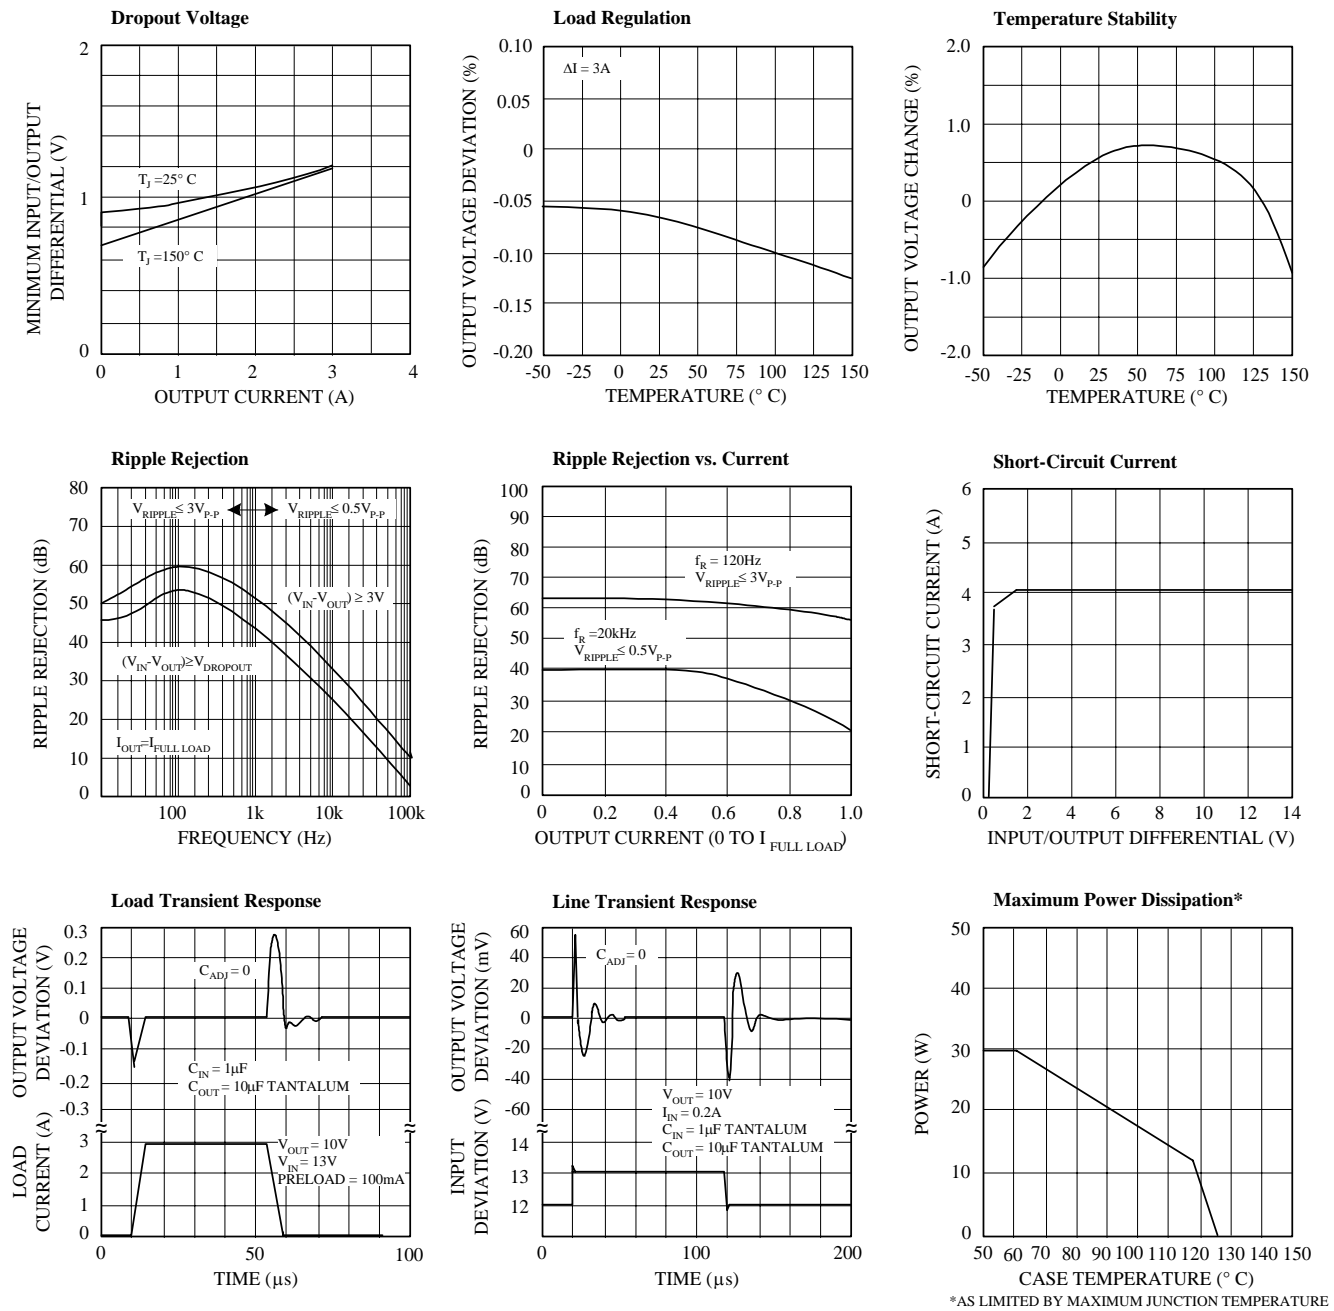 Dropout Voltage
MINIMUM INPUT/OUTPUT
DIFFERENTIAL (V)
2
1
0
T_J =25° C
T_J =150° C
0 1 2 3 4
OUTPUT CURRENT (A)
Load Regulation
OUTPUT VOLTAGE DEVIATION (%)
0.10
0.05
0
-0.05
-0.10
-0.15
-0.20
ΔI = 3A
-50 -25 0 25 50 75 100 125 150
TEMPERATURE (° C)
Temperature Stability
OUTPUT VOLTAGE CHANGE (%)
2.0
1.0
0
-1.0
-2.0
-50 -25 0 25 50 75 100 125 150
TEMPERATURE (° C)
Ripple Rejection
RIPPLE REJECTION (dB)
80
70
60
50
40
30
20
10
0
V_RIPPLE ≤ 3V_P-P
V_RIPPLE ≤ 0.5V_P-P
(V_IN-V_OUT) ≥ 3V
(V_IN-V_OUT)≥V_DROPOUT
I_OUT=I_FULL LOAD
100 1k 10k 100k
FREQUENCY (Hz)
Ripple Rejection vs. Current
RIPPLE REJECTION (dB)
100
90
80
70
60
50
40
30
20
10
0
f_R = 120Hz
V_RIPPLE ≤ 3V_P-P
f_R = 20kHz
V_RIPPLE ≤ 0.5V_P-P
0 0.2 0.4 0.6 0.8 1.0
OUTPUT CURRENT (0 TO I_FULL LOAD)
Short-Circuit Current
SHORT-CIRCUIT CURRENT (A)
6
5
4
3
2
1
0
0 2 4 6 8 10 12 14
INPUT/OUTPUT DIFFERENTIAL (V)
Load Transient Response
OUTPUT VOLTAGE
DEVIATION (V)
0.3
0.2
0.1
0
-0.1
-0.2
-0.3
C_ADJ = 0
C_IN = 1µF
C_OUT = 10µF TANTALUM
LOAD
CURRENT (A)
3
2
1
0
V_OUT = 10V
V_IN = 13V
PRELOAD = 100mA
0 50 100
TIME (µs)
Line Transient Response
OUTPUT VOLTAGE
DEVIATION (mV)
60
40
20
0
-20
-40
-60
C_ADJ = 0
V_OUT = 10V
I_IN = 0.2A
C_IN = 1µF TANTALUM
C_OUT = 10µF TANTALUM
INPUT
DEVIATION (V)
14
13
12
0 100 200
TIME (µs)
Maximum Power Dissipation*
POWER (W)
50
40
30
20
10
0
50 60 70 80 90 100 110 120 130 140 150
CASE TEMPERATURE (° C)
*AS LIMITED BY MAXIMUM JUNCTION TEMPERATURE